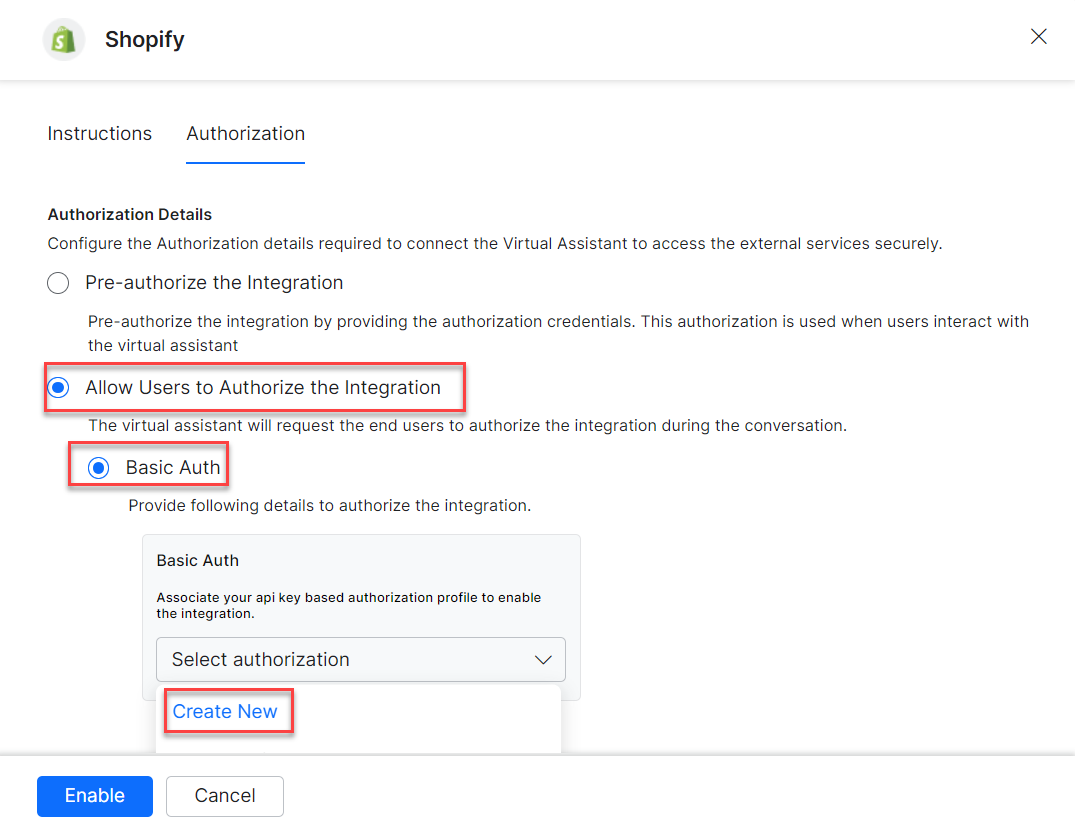 Shopify
Instructions
Authorization
Authorization Details
Configure the Authorization details required to connect the Virtual Assistant to access the external services securely.
Pre-authorize the Integration
Pre-authorize the integration by providing the authorization credentials. This authorization is used when users interact with
the virtual assistant
Allow Users to Authorize the Integration
The virtual assistant will request the end users to authorize the integration during the conversation.
Basic Auth
Provide following details to authorize the integration.
Basic Auth
Associate your api key based authorization profile to enable
the integration.
Select authorization
Create New
Enable
Cancel